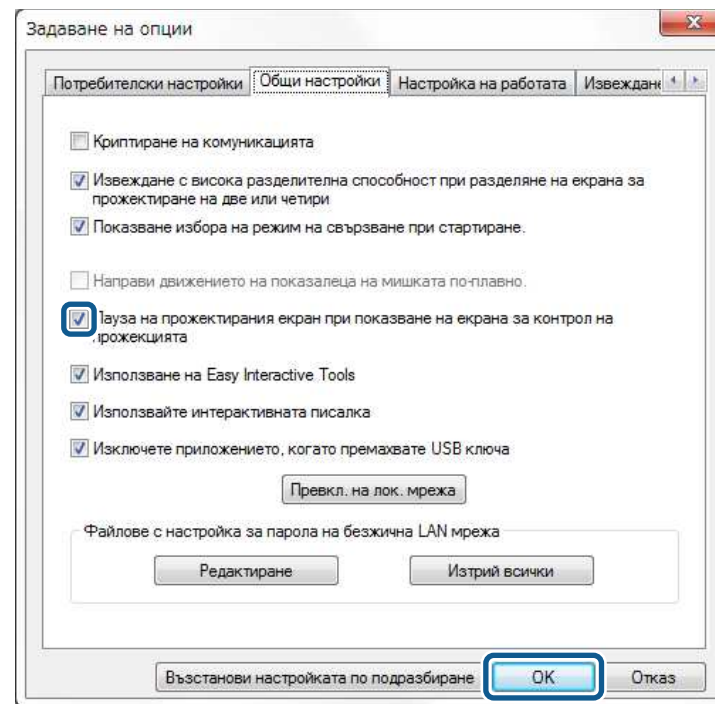 Задаване на опции
Потребителски настройки Общи настройки Настройка на работата Извеждан
Криптиране на комуникацията
Извеждане с висока разделителна способност при разделяне на екрана за
прожектиране на две или четири
Показване избора на режим на свързване при стартиране.
Направи движението на показалеца на мишката по-плавно.
Пауза на прожектирания екран при показване на екрана за контрол на
прожекцията
Използване на Easy Interactive Tools
Използвайте интерактивната писалка
Изключете приложението, когато премахвате USB ключа
Превкл. на лок. мрежа
Файлове с настройка за парола на безжична LAN мрежа
Редактиране Изтрий всички
Възстанови настройката по подразбиране OK Отказ